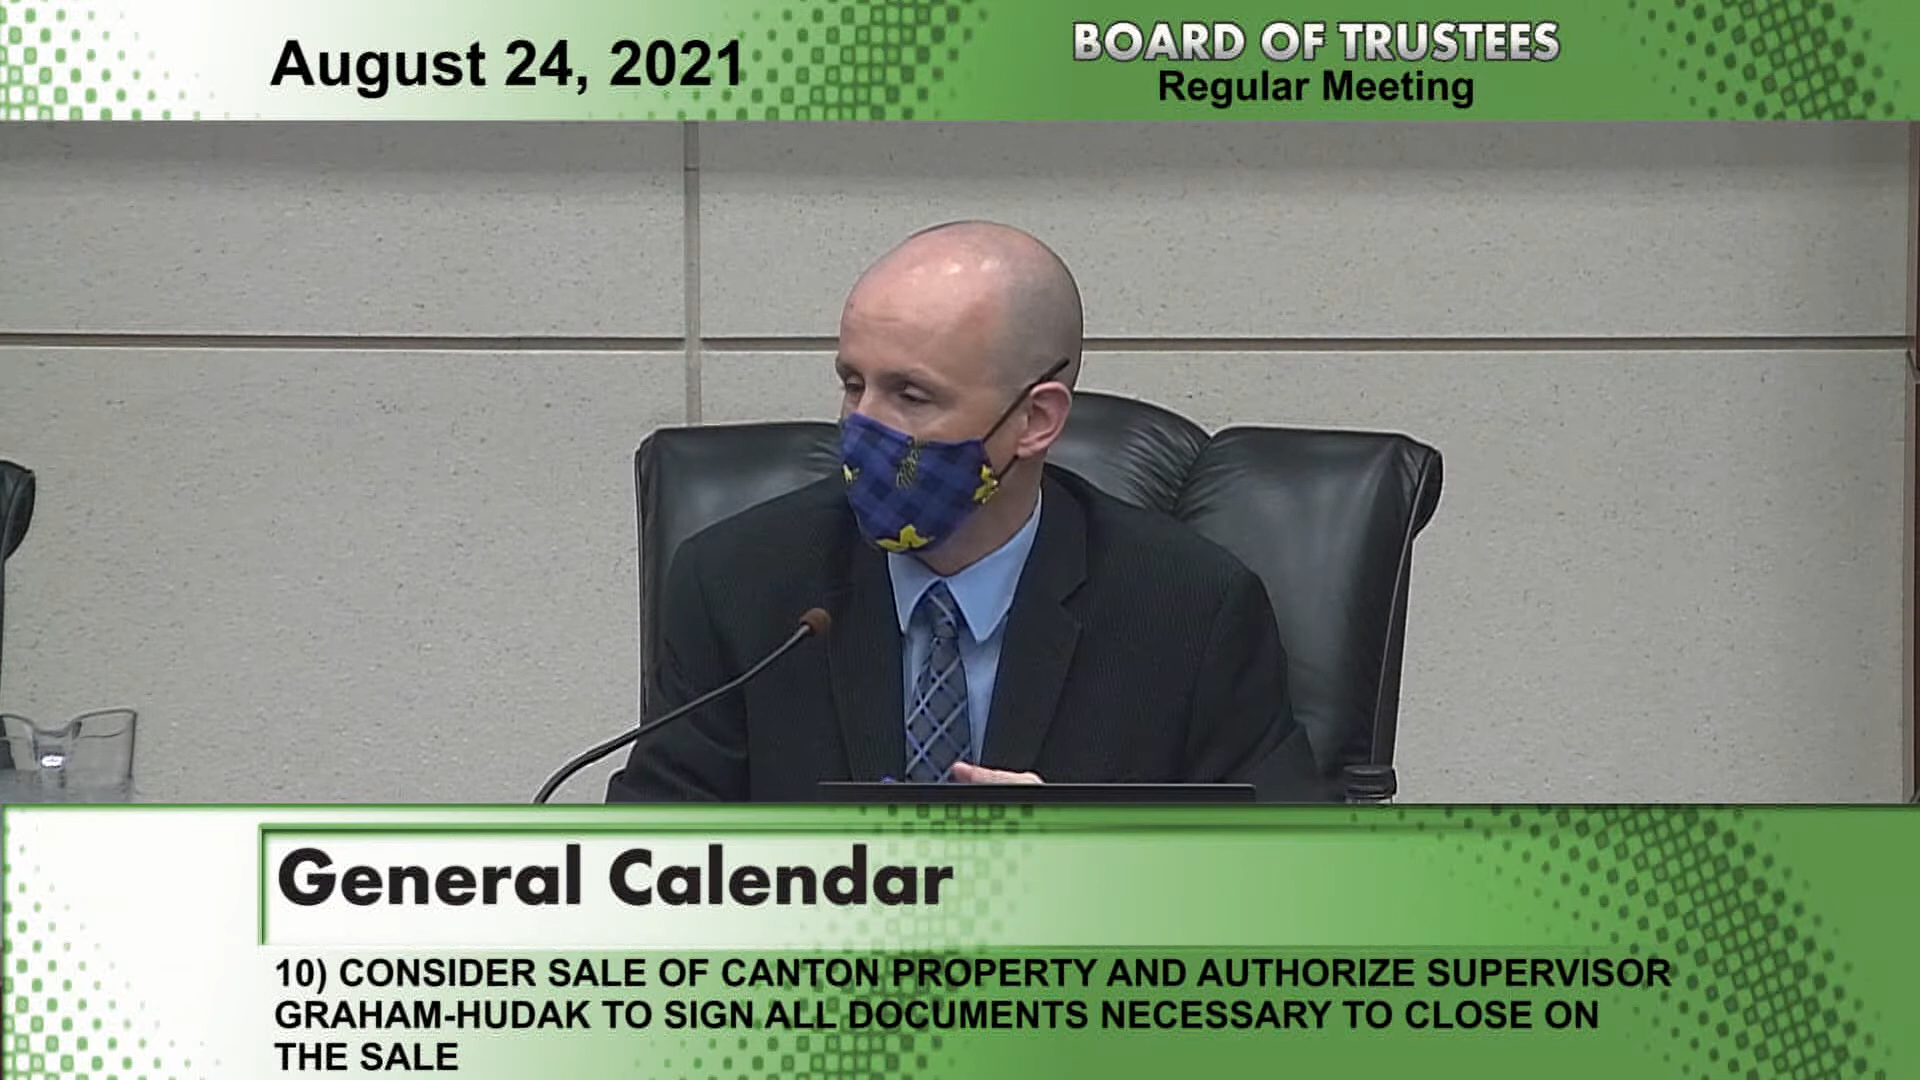 August 24, 2021
BOARD OF TRUSTEES
Regular Meeting
General Calendar
10) CONSIDER SALE OF CANTON PROPERTY AND AUTHORIZE SUPERVISOR
GRAHAM-HUDAK TO SIGN ALL DOCUMENTS NECESSARY TO CLOSE ON
THE SALE